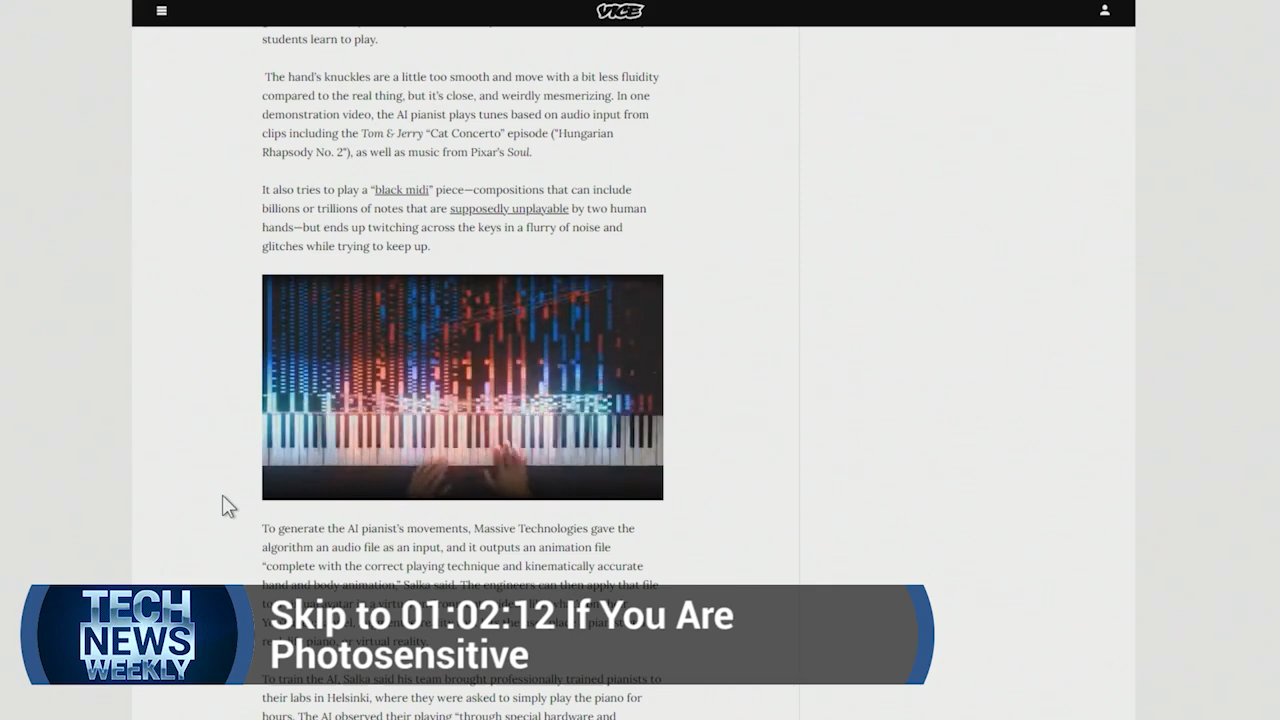 VICE
students learn to play.
The hand's knuckles are a little too smooth and move with a bit less fluidity
compared to the real thing, but it's close, and weirdly mesmerizing. In one
demonstration video, the AI pianist plays tunes based on audio input from
clips including the Tom & Jerry “Cat Concerto” episode ("Hungarian
Rhapsody No. 2"), as well as music from Pixar's Soul.
It also tries to play a “black midi” piece—compositions that can include
billions or trillions of notes that are supposedly unplayable by two human
hands—but ends up twitching across the keys in a flurry of noise and
glitches while trying to keep up.
To generate the AI pianist's movements, Massive Technologies gave the
algorithm an audio file as an input, and it outputs an animation file
“complete with the correct playing technique and kinematically accurate
hand and body animation,” Salka said. The engineers can then apply that file
TECH
NEWS
WEEKLY
Skip to 01:02:12 If You Are
Photosensitive
To train the AI, Salka said his team brought professionally trained pianists to
their labs in Helsinki, where they were asked to simply play the piano for
hours. The AI observed their playing “through special hardware and